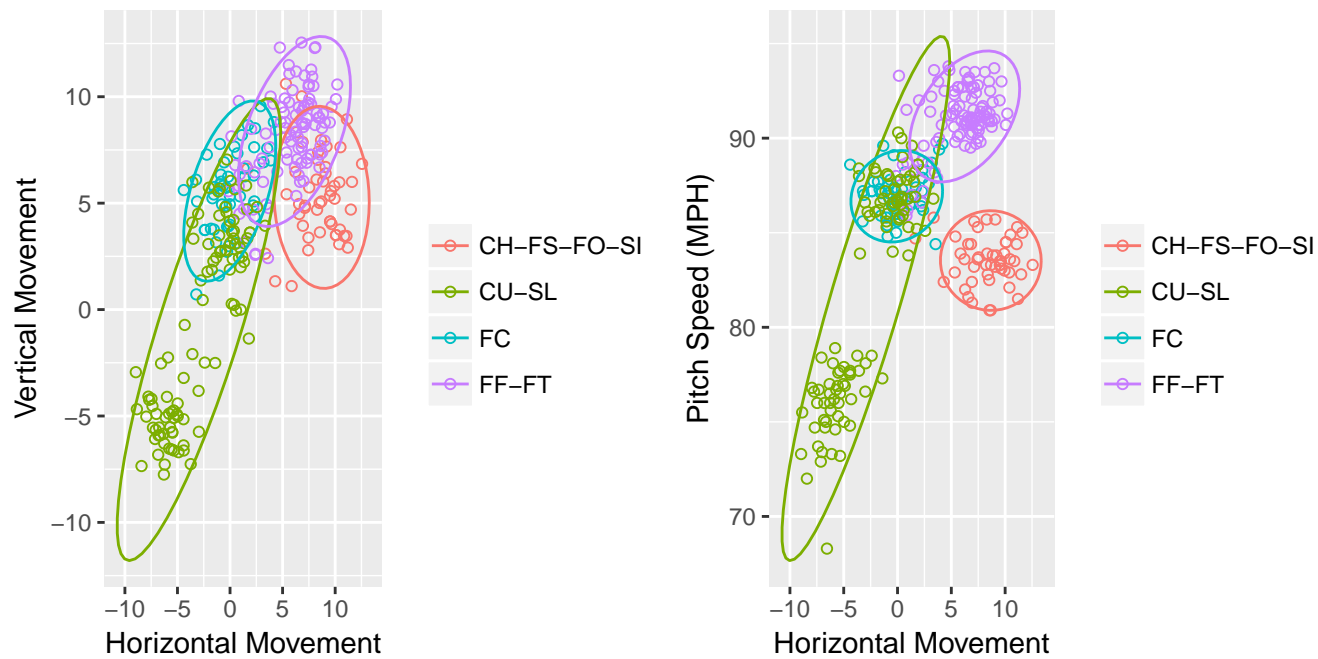 Vertical Movement
10
5
0
−5
−10
−10 −5 0 5 10
Horizontal Movement
CH−FS−FO−SI
CU−SL
FC
FF−FT
Pitch Speed (MPH)
90
80
70
−10 −5 0 5 10
Horizontal Movement
CH−FS−FO−SI
CU−SL
FC
FF−FT